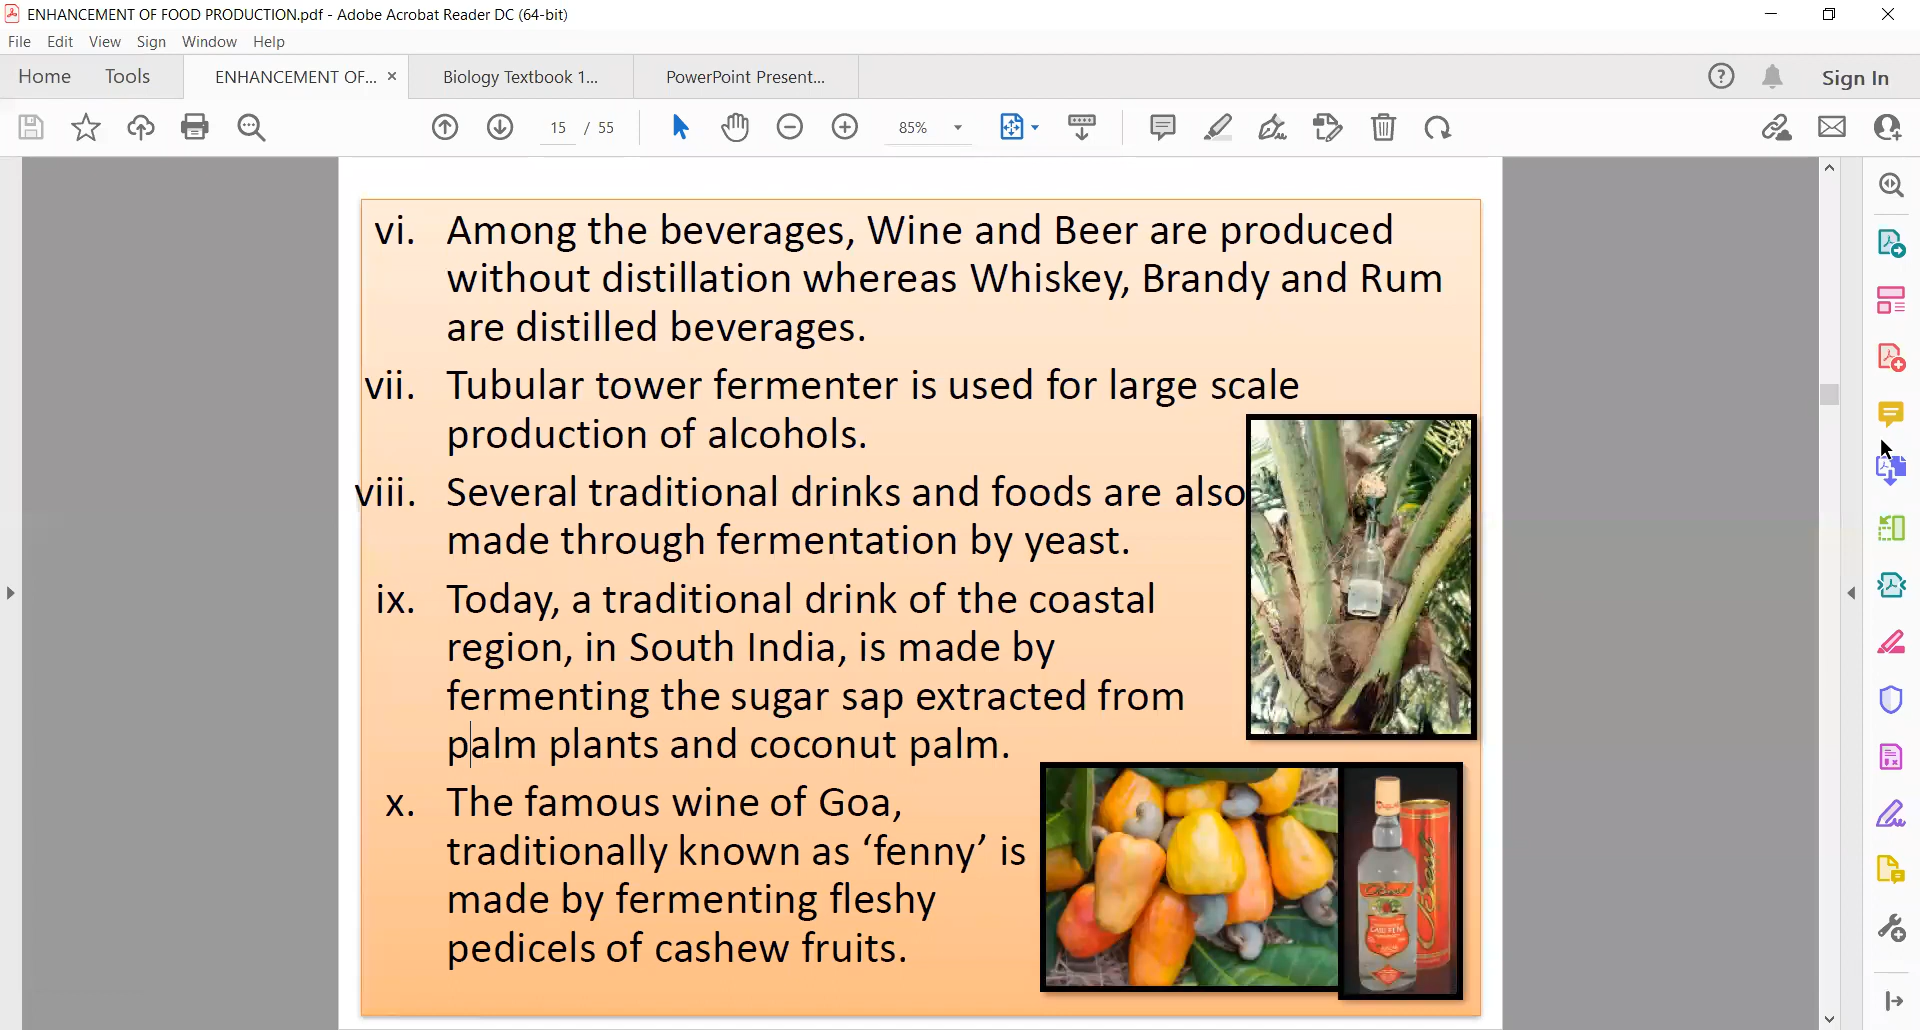 ENHANCEMENT OF FOOD PRODUCTION.pdf - Adobe Acrobat Reader DC (64-bit)
File Edit View Sign Window Help
Home Tools ENHANCEMENT OF... × Biology Textbook 1... PowerPoint Present... Sign In
15 / 55 85%
vi. Among the beverages, Wine and Beer are produced
without distillation whereas Whiskey, Brandy and Rum
are distilled beverages.
vii. Tubular tower fermenter is used for large scale
production of alcohols.
viii. Several traditional drinks and foods are also
made through fermentation by yeast.
ix. Today, a traditional drink of the coastal
region, in South India, is made by
fermenting the sugar sap extracted from
palm plants and coconut palm.
x. The famous wine of Goa,
traditionally known as ‘fenny’ is
made by fermenting fleshy
pedicels of cashew fruits.